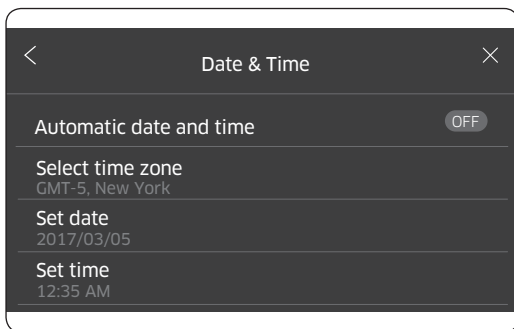 Date & Time
Automatic date and time
OFF
Select time zone
GMT-5, New York
Set date
2017/03/05
Set time
12:35 AM